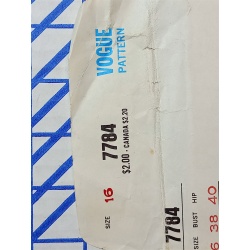 VOGUE
PATTERN
7784
$2.00 · CANADA $2.20
SIZE 16
7784
SIZE BUST HIP
6 38 40